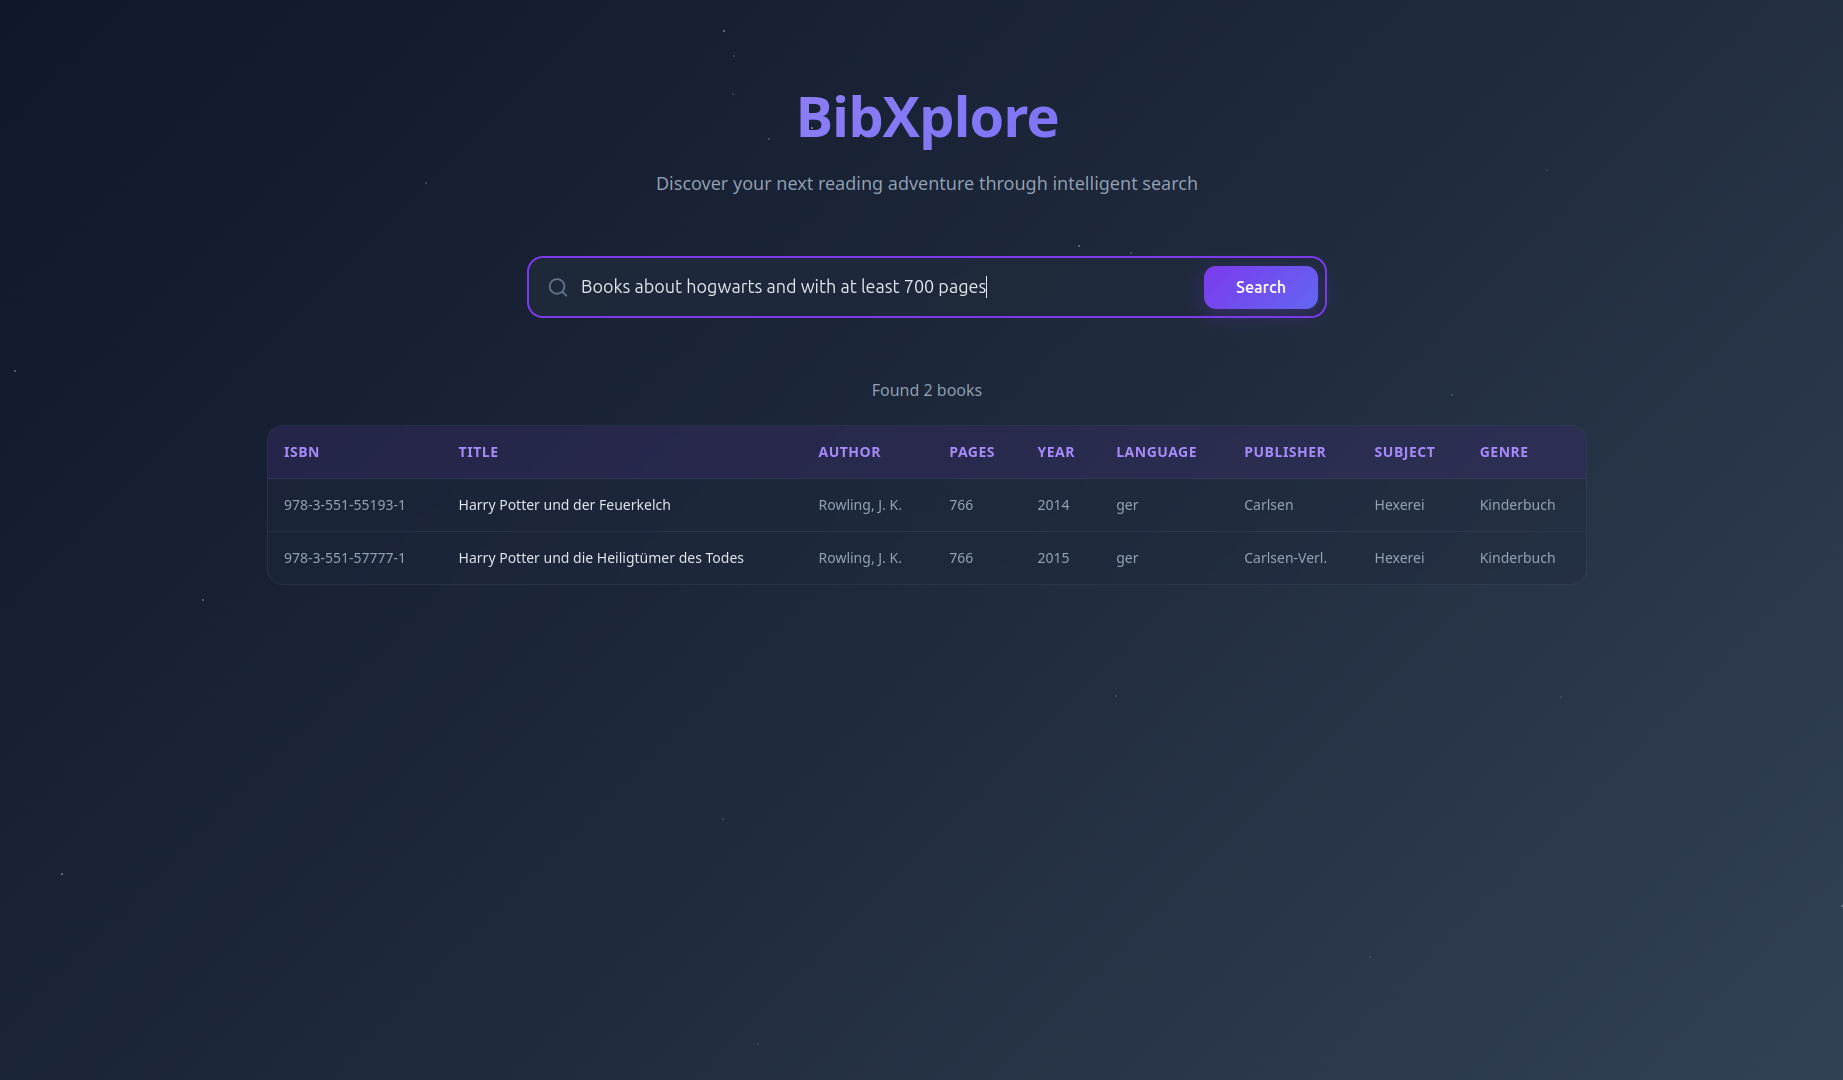 BibXplore
Discover your next reading adventure through intelligent search
Books about hogwarts and with at least 700 pages
Search
Found 2 books
ISBN TITLE AUTHOR PAGES YEAR LANGUAGE PUBLISHER SUBJECT GENRE
978-3-551-55193-1 Harry Potter und der Feuerkelch Rowling, J. K. 766 2014 ger Carlsen Hexerei Kinderbuch
978-3-551-57777-1 Harry Potter und die Heiligtümer des Todes Rowling, J. K. 766 2015 ger Carlsen-Verl. Hexerei Kinderbuch